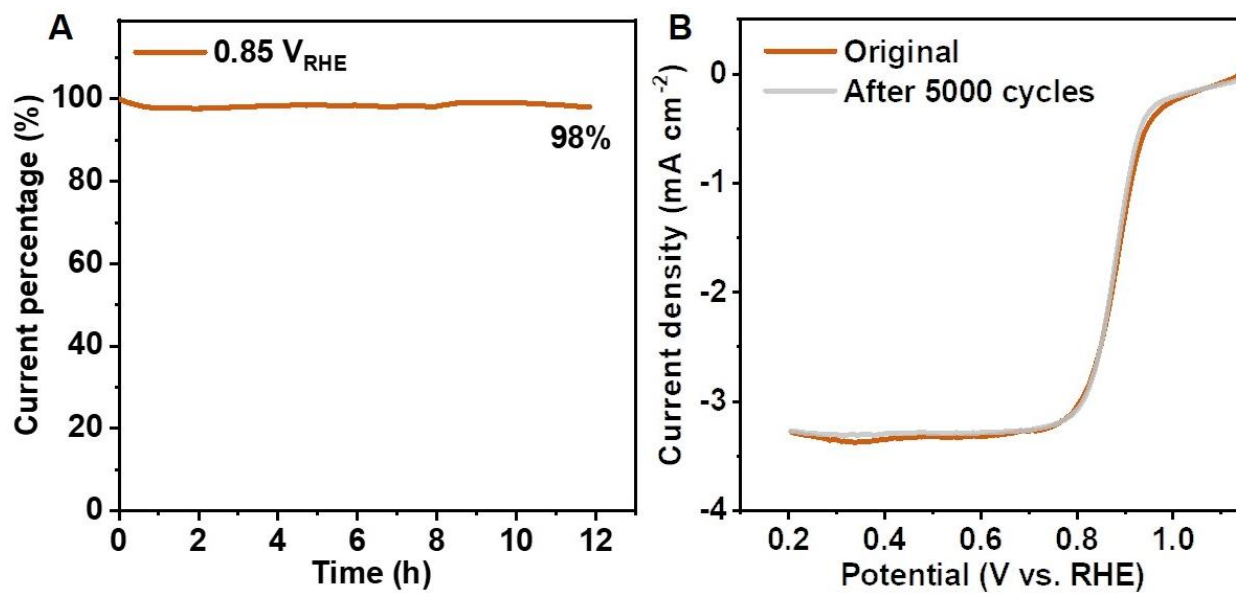 A
0.85 V_RHE
98%
Current percentage (%)
100
80
60
40
20
0
0 2 4 6 8 10 12
Time (h)
B
Original
After 5000 cycles
Current density (mA cm⁻²)
0
-1
-2
-3
-4
0.2 0.4 0.6 0.8 1.0
Potential (V vs. RHE)